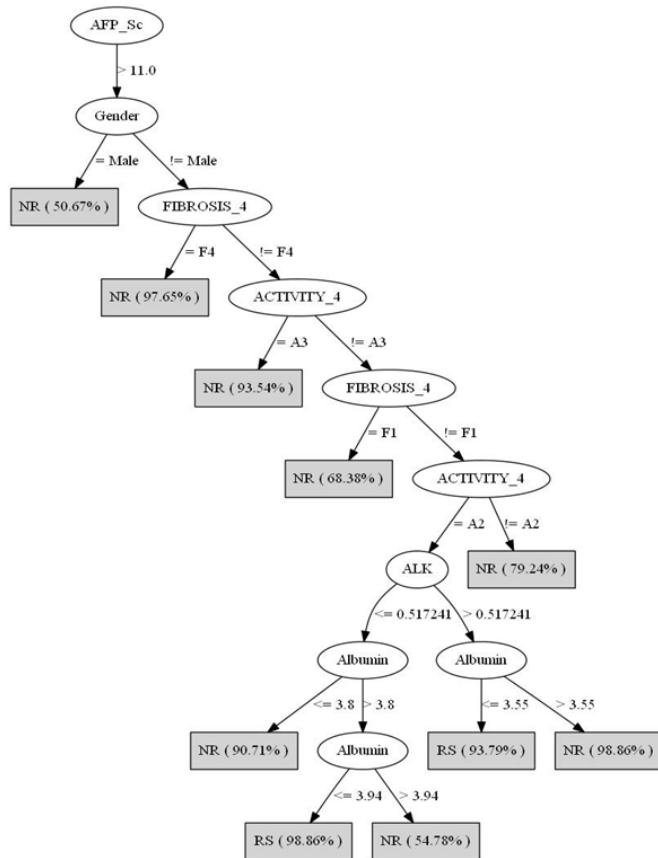 AFP_Sc
> 11.0
Gender
= Male
!= Male
NR ( 50.67% )
FIBROSIS_4
= F4
!= F4
NR ( 97.65% )
ACTIVITY_4
= A3
!= A3
NR ( 93.54% )
FIBROSIS_4
= F1
!= F1
NR ( 68.38% )
ACTIVITY_4
= A2
!= A2
ALK
NR ( 79.24% )
<= 0.517241
> 0.517241
Albumin
Albumin
<= 3.8
> 3.8
<= 3.55
> 3.55
NR ( 90.71% )
Albumin
RS ( 93.79% )
NR ( 98.86% )
<= 3.94
> 3.94
RS ( 98.86% )
NR ( 54.78% )